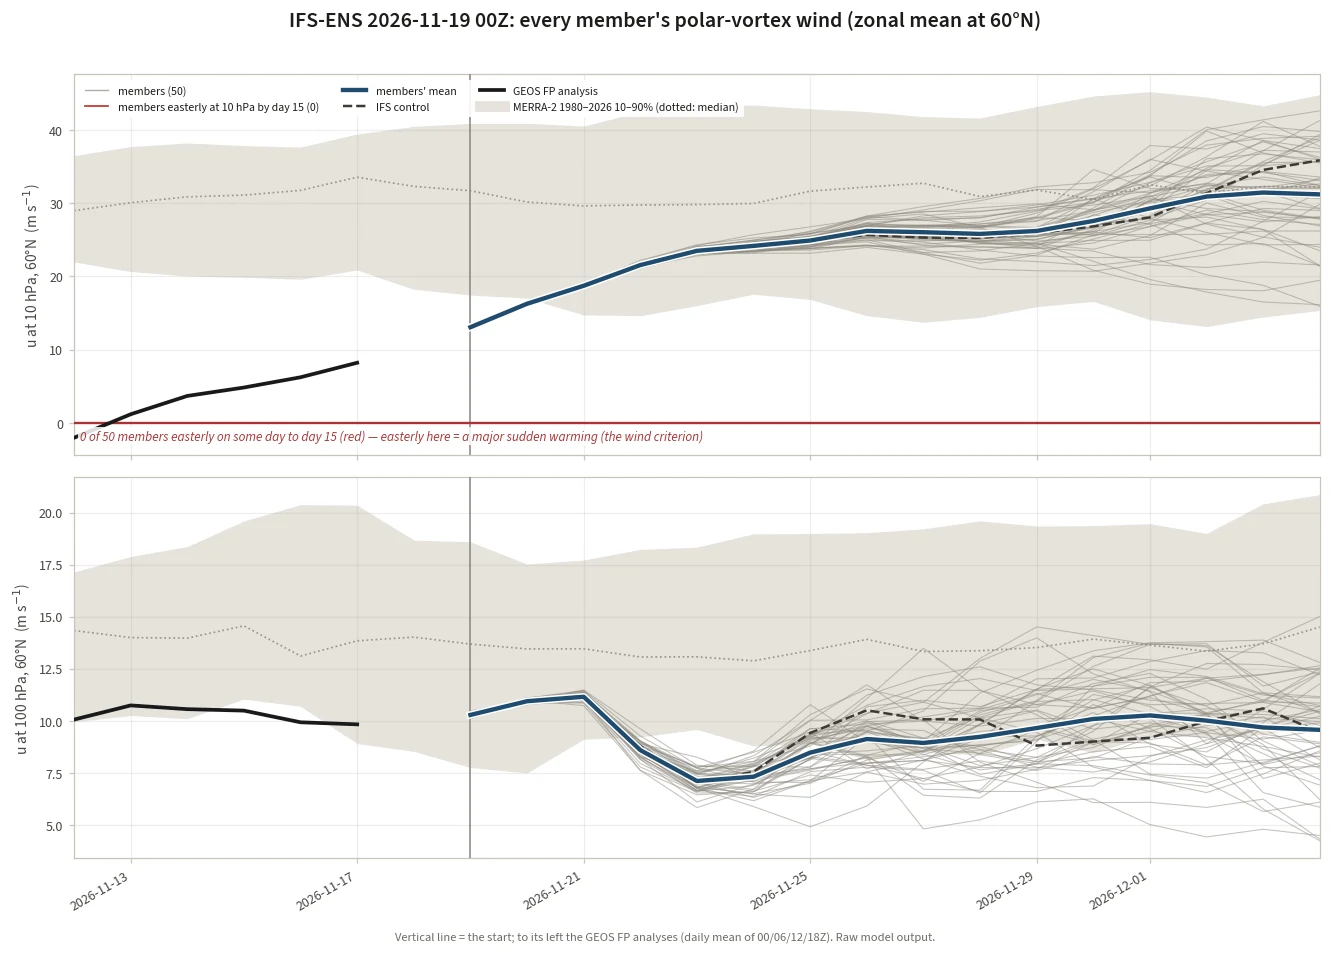 IFS-ENS 2026-11-19 00Z: every member's polar-vortex wind (zonal mean at 60°N)
members (50)
members easterly at 10 hPa by day 15 (0)
members' mean
IFS control
GEOS FP analysis
MERRA-2 1980–2026 10–90% (dotted: median)
u at 10 hPa, 60°N (m s⁻¹)
40
30
20
10
0
0 of 50 members easterly on some day to day 15 (red) — easterly here = a major sudden warming (the wind criterion)
u at 100 hPa, 60°N (m s⁻¹)
20.0
17.5
15.0
12.5
10.0
7.5
5.0
2026-11-13
2026-11-17
2026-11-21
2026-11-25
2026-11-29
2026-12-01
Vertical line = the start; to its left the GEOS FP analyses (daily mean of 00/06/12/18Z). Raw model output.